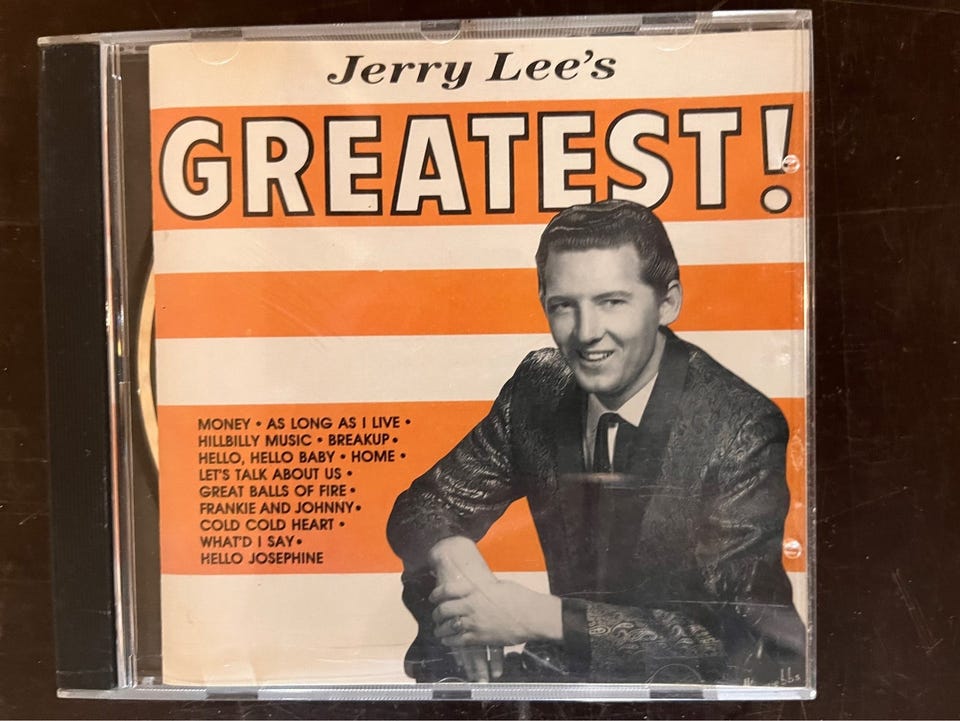 Jerry Lee's
GREATEST!
MONEY • AS LONG AS I LIVE •
HILLBILLY MUSIC • BREAKUP •
HELLO, HELLO BABY • HOME •
LET'S TALK ABOUT US •
GREAT BALLS OF FIRE •
FRANKIE AND JOHNNY •
COLD COLD HEART •
WHAT'D I SAY •
HELLO JOSEPHINE